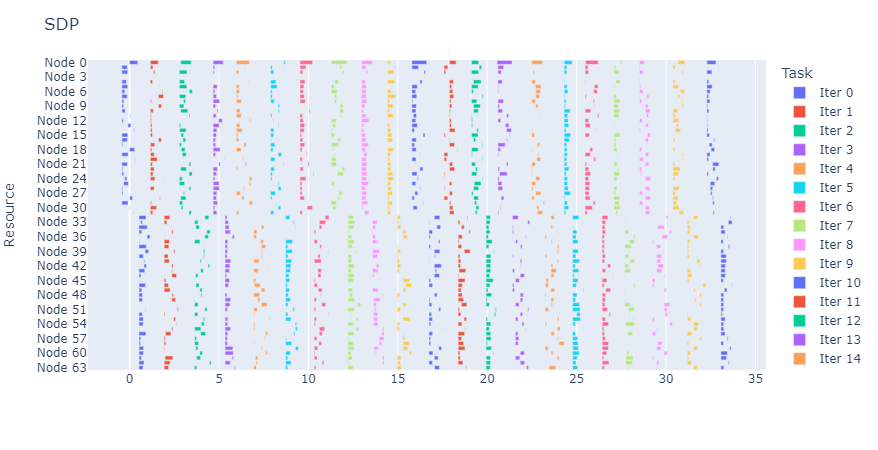 SDP
Resource
Node 0
Node 3
Node 6
Node 9
Node 12
Node 15
Node 18
Node 21
Node 24
Node 27
Node 30
Node 33
Node 36
Node 39
Node 42
Node 45
Node 48
Node 51
Node 54
Node 57
Node 60
Node 63
0 5 10 15 20 25 30 35
Task
Iter 0
Iter 1
Iter 2
Iter 3
Iter 4
Iter 5
Iter 6
Iter 7
Iter 8
Iter 9
Iter 10
Iter 11
Iter 12
Iter 13
Iter 14